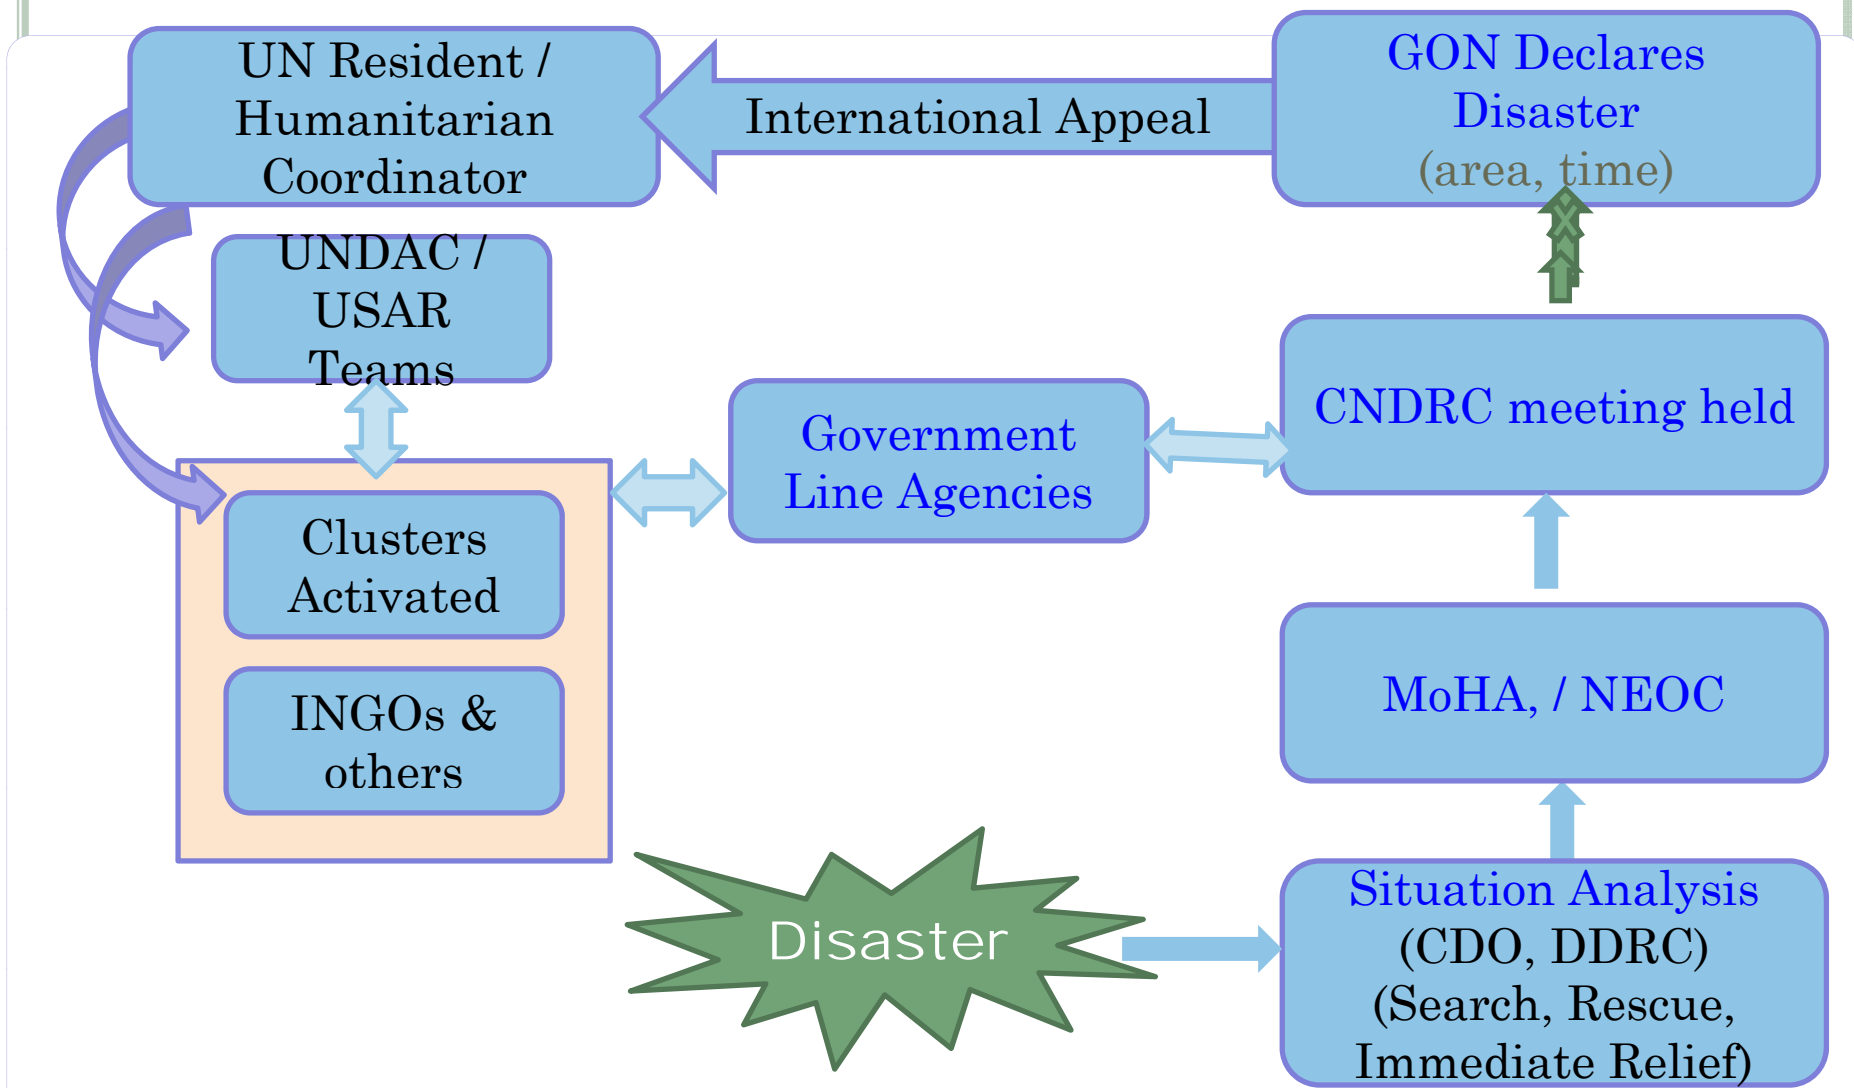 UN Resident /
Humanitarian
Coordinator
International Appeal
GON Declares
Disaster
(area, time)
UNDAC /
USAR
Teams
CNDRC meeting held
Government
Line Agencies
Clusters
Activated
INGOs &
others
MoHA, / NEOC
Disaster
Situation Analysis
(CDO, DDRC)
(Search, Rescue,
Immediate Relief)